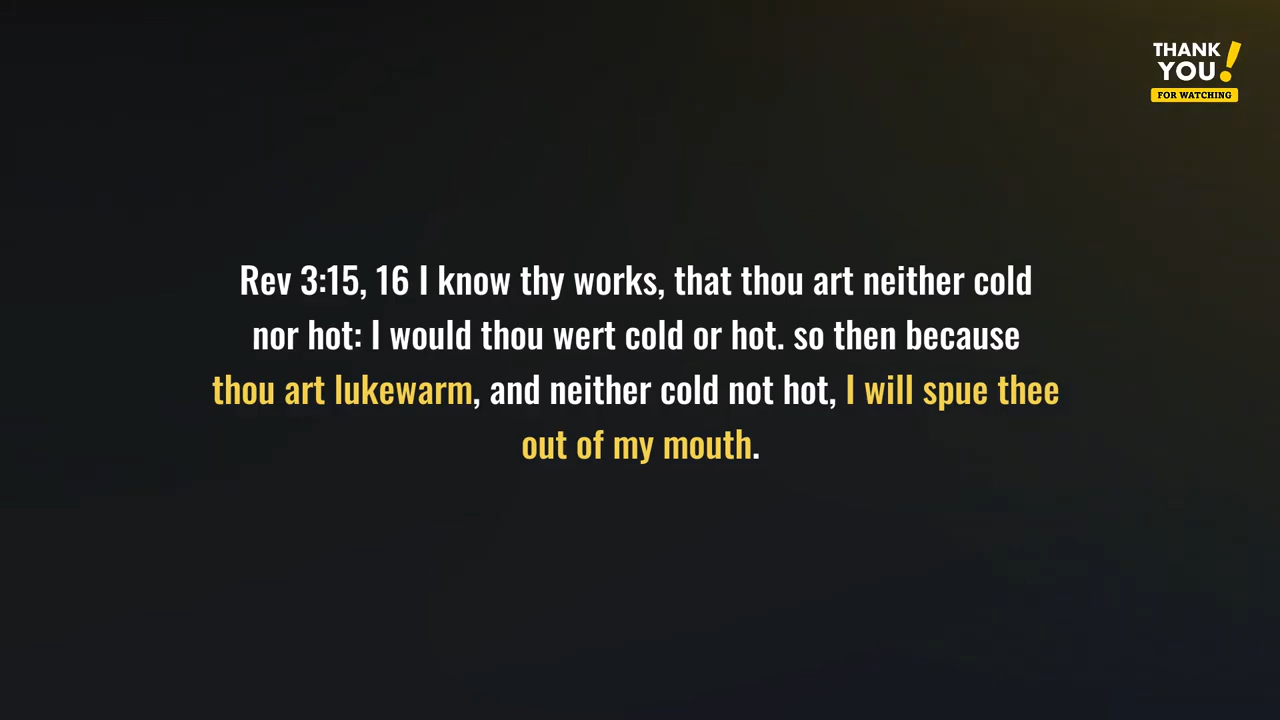 THANK
YOU!
FOR WATCHING
Rev 3:15, 16 I know thy works, that thou art neither cold
nor hot: I would thou wert cold or hot. so then because
thou art lukewarm, and neither cold not hot, I will spue thee
out of my mouth.